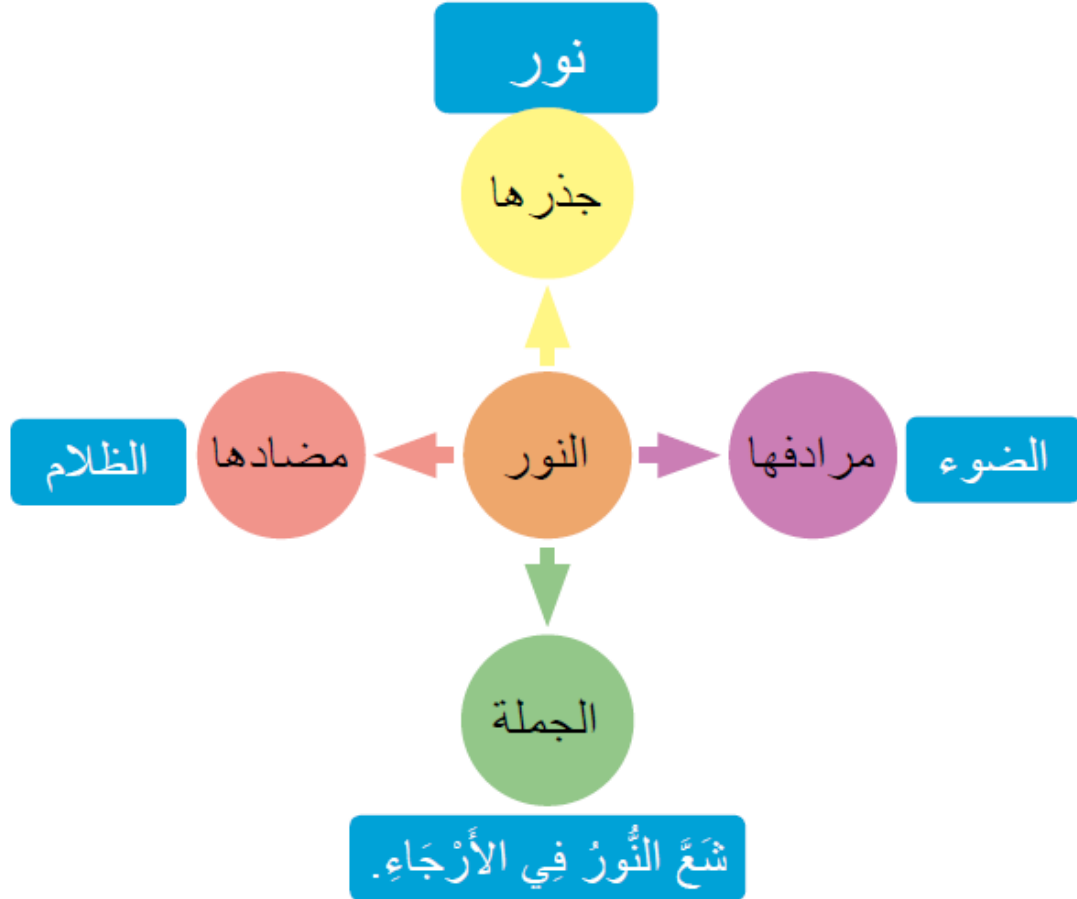 نور
جذرها
الضوء
مرادفها
النور
مضادها
الظلام
الجملة
شَعَّ النُّورُ فِي الأَرْجَاءِ.